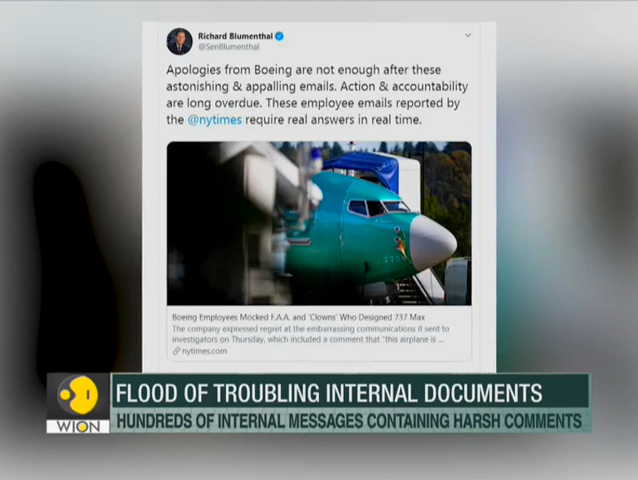 Richard Blumenthal
@SenBlumenthal
Apologies from Boeing are not enough after these
astonishing & appalling emails. Action & accountability
are long overdue. These employee emails reported by
the @nytimes require real answers in real time.
Boeing Employees Mocked F.A.A. and 'Clowns' Who Designed 737 Max
The company expressed regret at the embarrassing communications it sent to
investigators on Thursday, which included a comment that "this airplane is ...
nytimes.com
FLOOD OF TROUBLING INTERNAL DOCUMENTS
HUNDREDS OF INTERNAL MESSAGES CONTAINING HARSH COMMENTS
WION